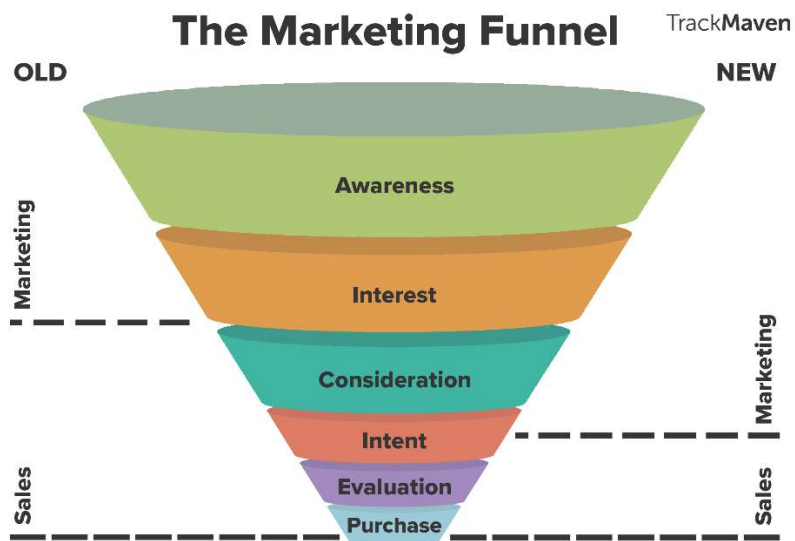 The Marketing Funnel
TrackMaven
OLD
NEW
Awareness
Marketing
Interest
Consideration
Marketing
Intent
Sales
Evaluation
Sales
Purchase